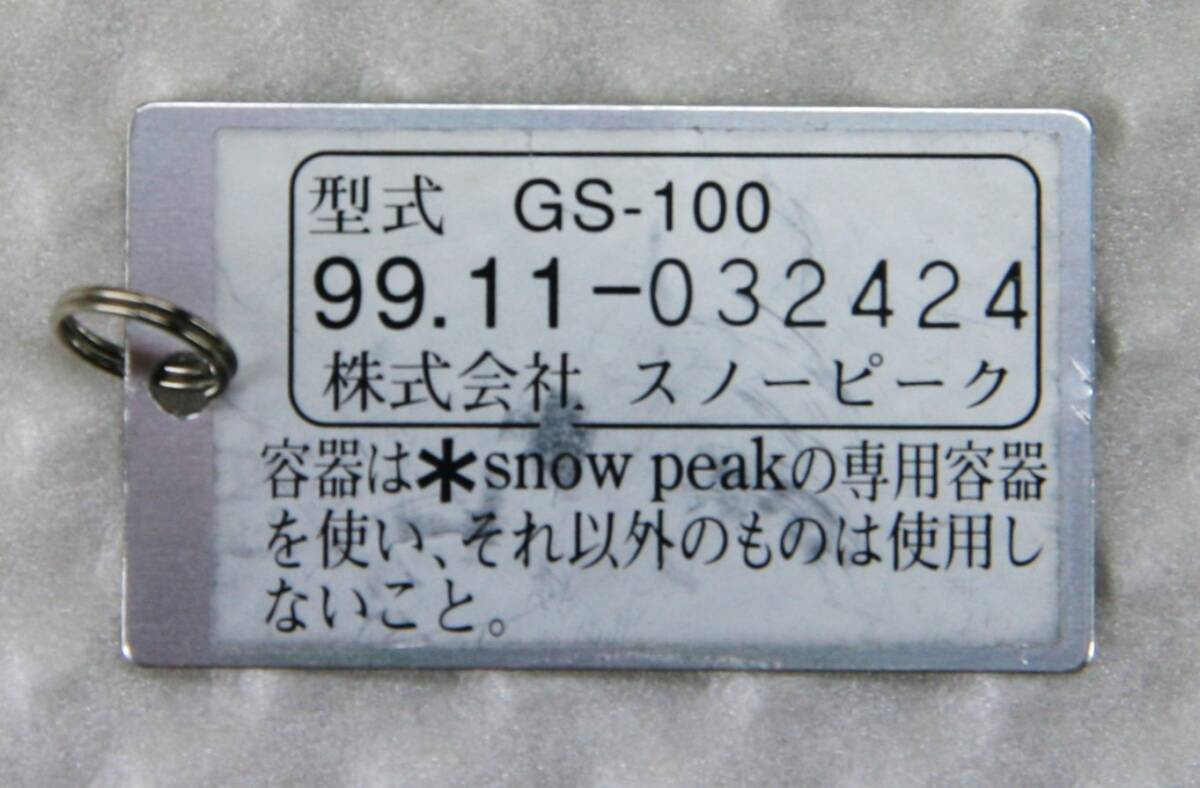 型式 GS-100
99.11-032424
株式会社 スノーピーク
容器は*snow peakの専用容器
を使い、それ以外のものは使用し
ないこと。